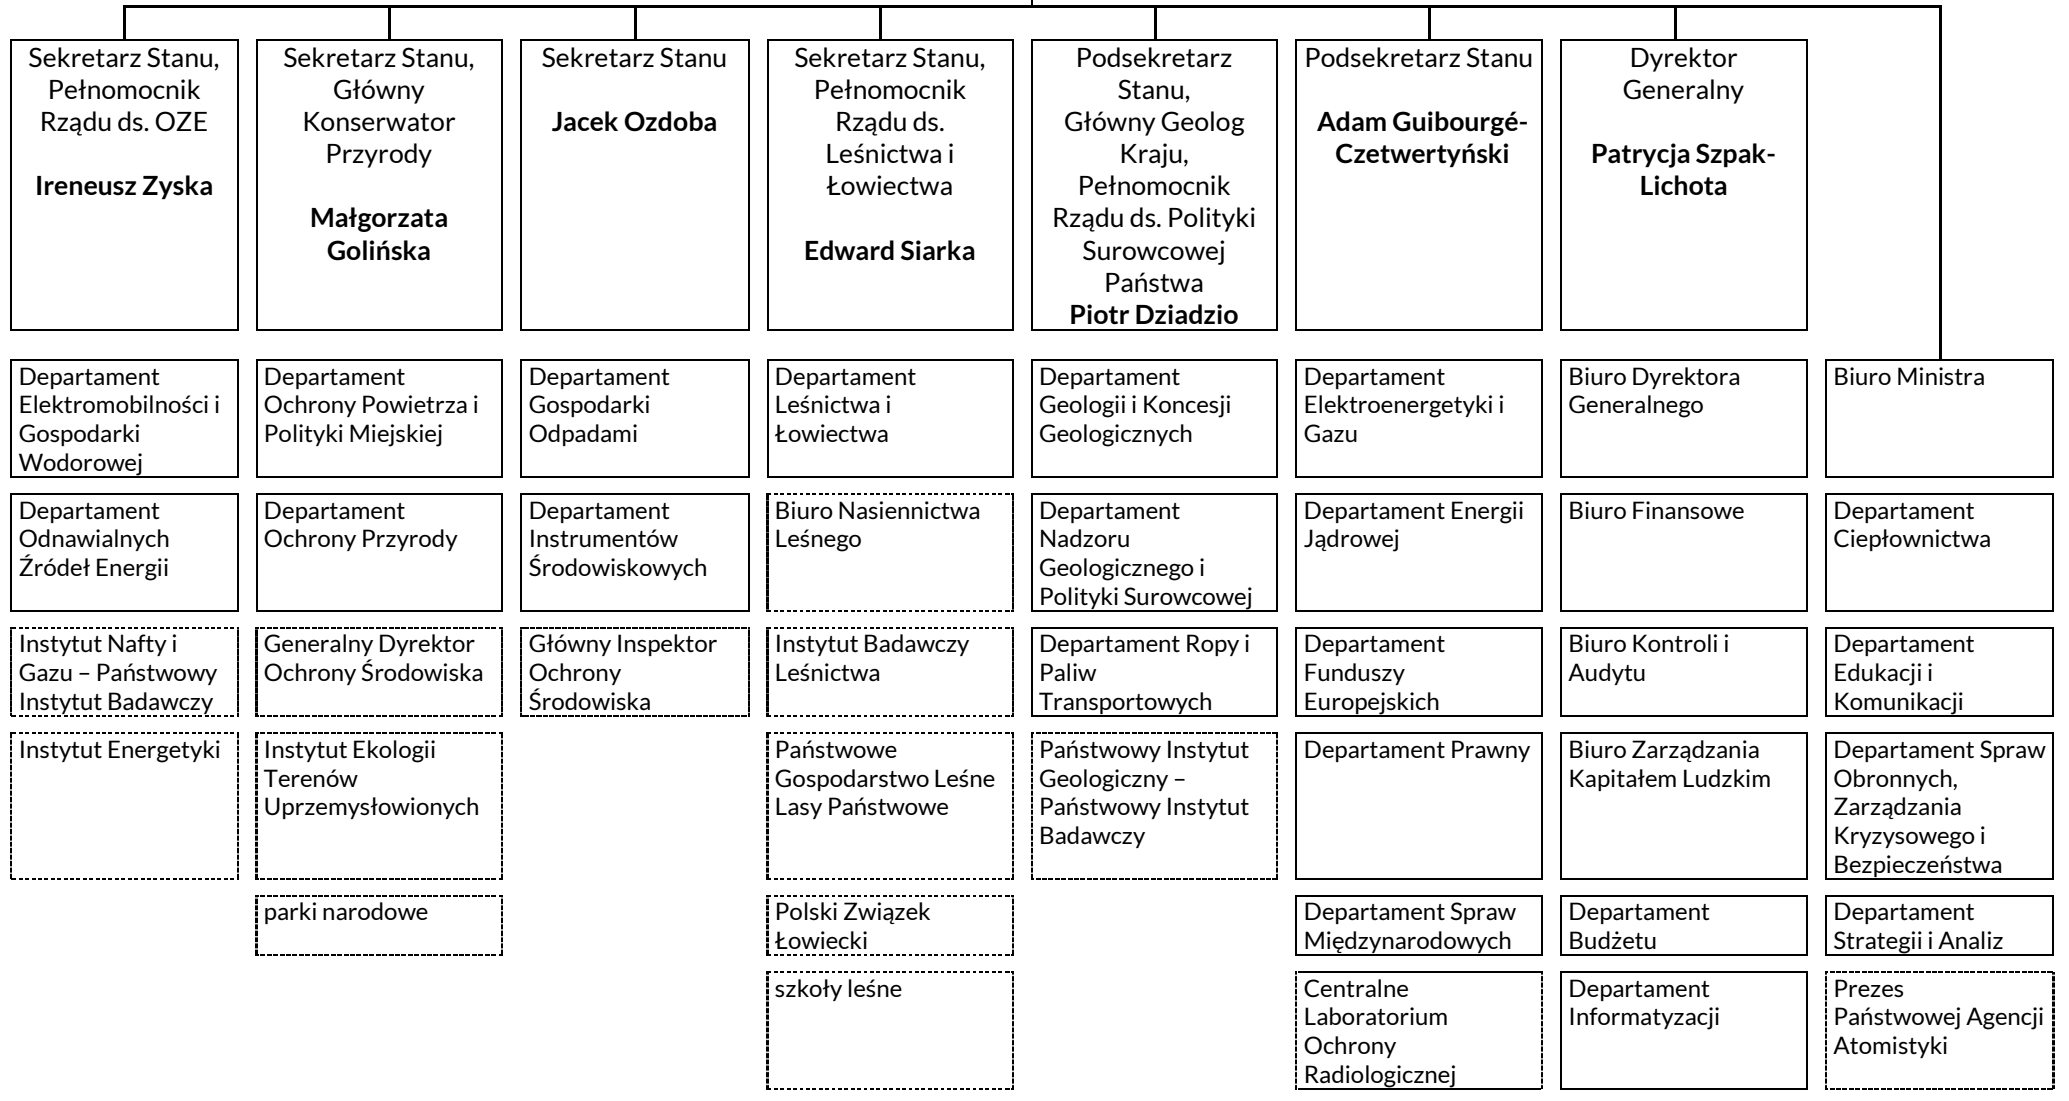 Sekretarz Stanu,
Pełnomocnik
Rządu ds. OZE
Ireneusz Zyska
Sekretarz Stanu,
Główny
Konserwator
Przyrody
Małgorzata
Golińska
Sekretarz Stanu
Jacek Ozdoba
Sekretarz Stanu,
Pełnomocnik
Rządu ds.
Leśnictwa i
Łowiectwa
Edward Siarka
Podsekretarz
Stanu,
Główny Geolog
Kraju,
Pełnomocnik
Rządu ds. Polityki
Surowcowej
Państwa
Piotr Dziadzio
Podsekretarz Stanu
Adam Guibourgé-
Czetwertyński
Dyrektor
Generalny
Patrycja Szpak-
Lichota
Departament
Elektromobilności i
Gospodarki
Wodorowej
Departament
Ochrony Powietrza i
Polityki Miejskiej
Departament
Gospodarki
Odpadami
Departament
Leśnictwa i
Łowiectwa
Departament
Geologii i Koncesji
Geologicznych
Departament
Elektroenergetyki i
Gazu
Biuro Dyrektora
Generalnego
Biuro Ministra
Departament
Odnawialnych
Źródeł Energii
Departament
Ochrony Przyrody
Departament
Instrumentów
Środowiskowych
Biuro Nasiennictwa
Leśnego
Departament
Nadzoru
Geologicznego i
Polityki Surowcowej
Departament Energii
Jądrowej
Biuro Finansowe
Departament
Ciepłownictwa
Instytut Nafty i
Gazu – Państwowy
Instytut Badawczy
Generalny Dyrektor
Ochrony Środowiska
Główny Inspektor
Ochrony
Środowiska
Instytut Badawczy
Leśnictwa
Departament Ropy i
Paliw
Transportowych
Departament
Funduszy
Europejskich
Biuro Kontroli i
Audytu
Departament
Edukacji i
Komunikacji
Instytut Energetyki
Instytut Ekologii
Terenów
Uprzemysłowionych
Państwowe
Gospodarstwo Leśne
Lasy Państwowe
Państwowy Instytut
Geologiczny –
Państwowy Instytut
Badawczy
Departament Prawny
Biuro Zarządzania
Kapitałem Ludzkim
Departament Spraw
Obronnych,
Zarządzania
Kryzysowego i
Bezpieczeństwa
parki narodowe
Polski Związek
Łowiecki
Departament Spraw
Międzynarodowych
Departament
Budżetu
Departament
Strategii i Analiz
szkoły leśne
Centralne
Laboratorium
Ochrony
Radiologicznej
Departament
Informatyzacji
Prezes
Państwowej Agencji
Atomistyki